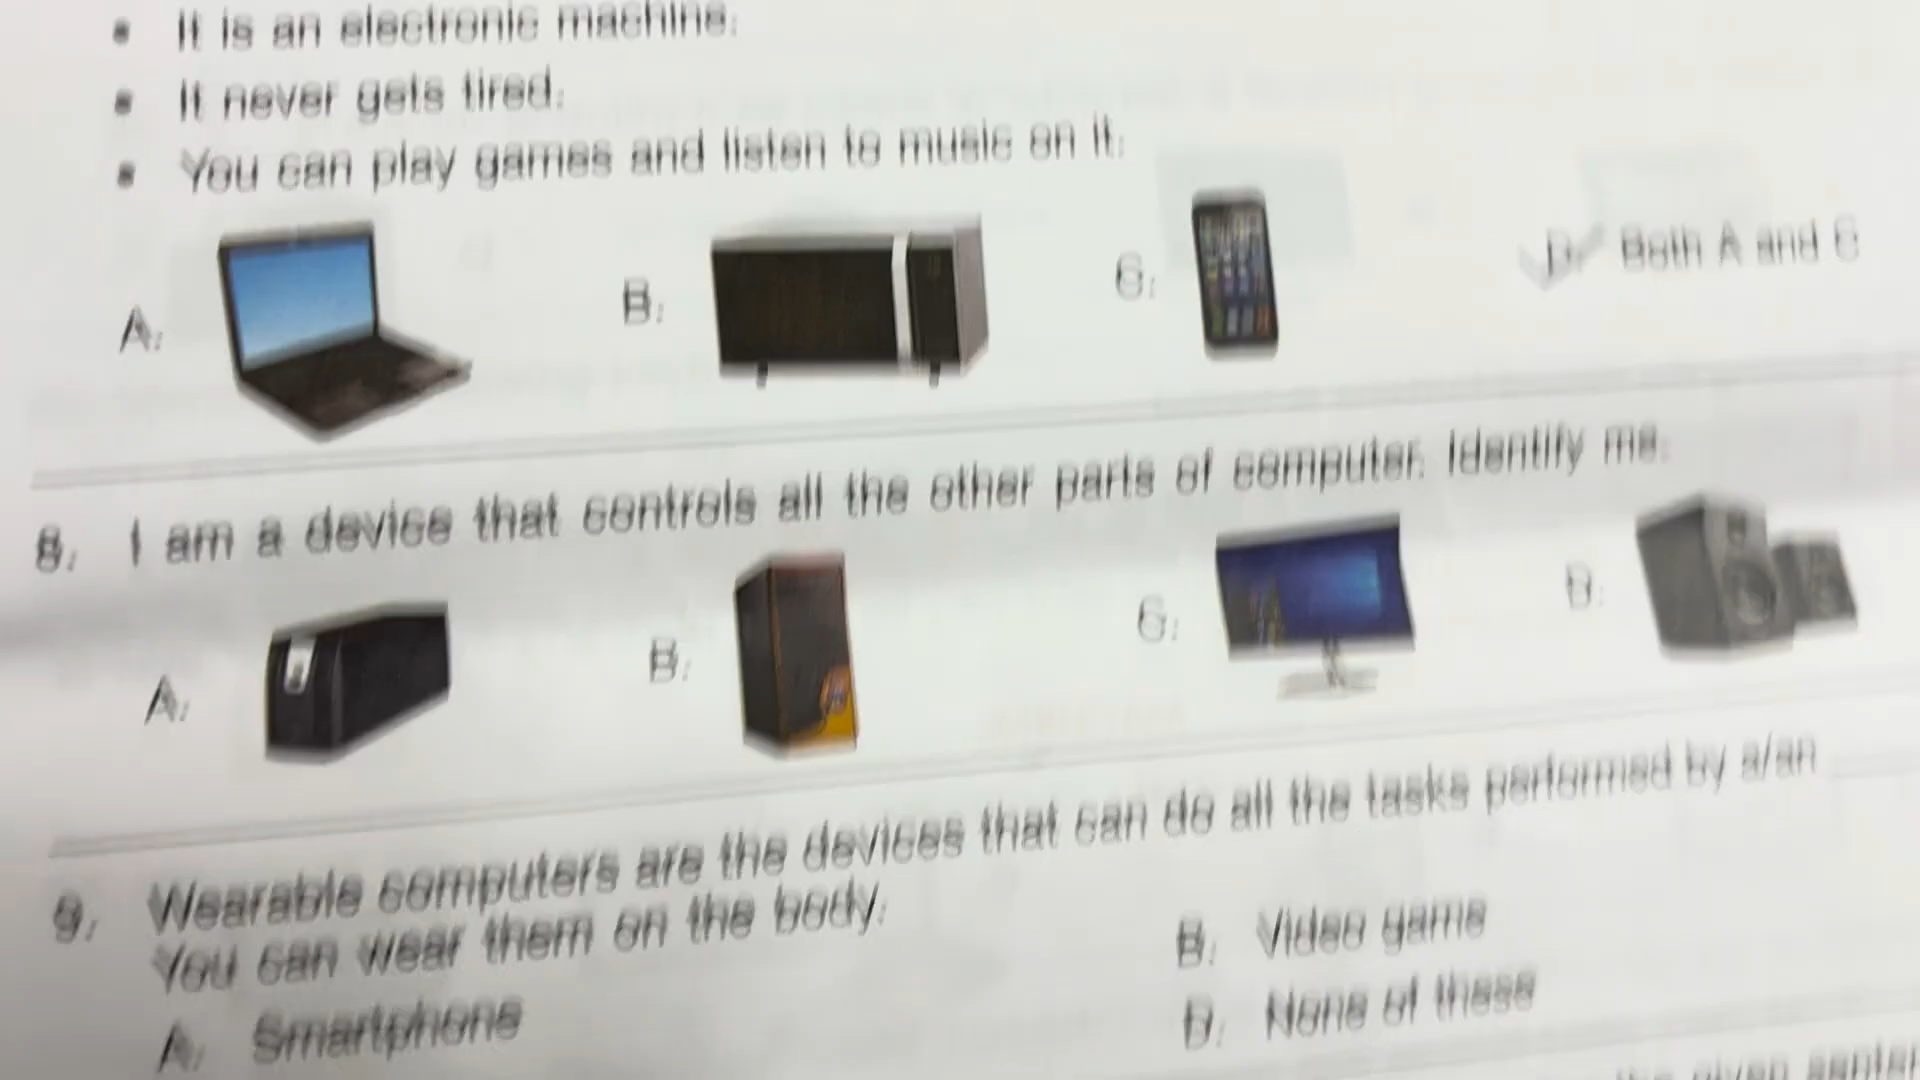 • It is an electronic machine.
• It never gets tired.
• You can play games and listen to music on it.
A.
B.
C.
D. Both A and C
8. I am a device that controls all the other parts of computer. Identify me.
A.
B.
C.
D.
9. Wearable computers are the devices that can do all the tasks performed by a/an
You can wear them on the body.
A. Smartphone
B. Video game
D. None of these
the given